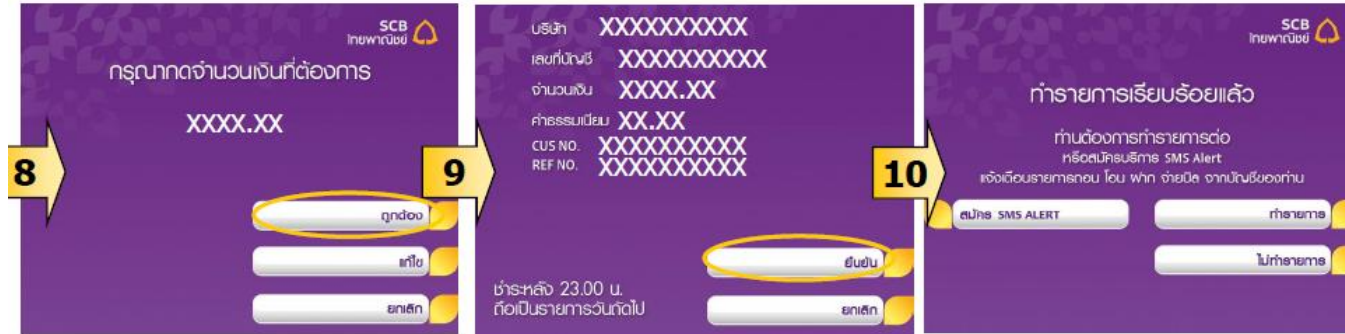 8
SCB
ไทยพาณิชย์
กรุณากดจำนวนเงินที่ต้องการ
XXXX.XX
ถูกต้อง
แก้ไข
ยกเลิก
9
บริษัท XXXXXXXXXX
เลขที่บัญชี XXXXXXXXXX
จำนวนเงิน XXXX.XX
ค่าธรรมเนียม XX.XX
CUS NO. XXXXXXXXXX
REF NO. XXXXXXXXXX
ยืนยัน
ชำระหลัง 23.00 น.
ถือเป็นรายการวันถัดไป
ยกเลิก
10
SCB
ไทยพาณิชย์
ทำรายการเรียบร้อยแล้ว
ท่านต้องการทำรายการต่อ
หรือสมัครบริการ SMS Alert
แจ้งเตือนรายการถอน โอน ฝาก จ่ายบิล จากบัญชีของท่าน
สมัคร SMS ALERT
ทำรายการ
ไม่ทำรายการ